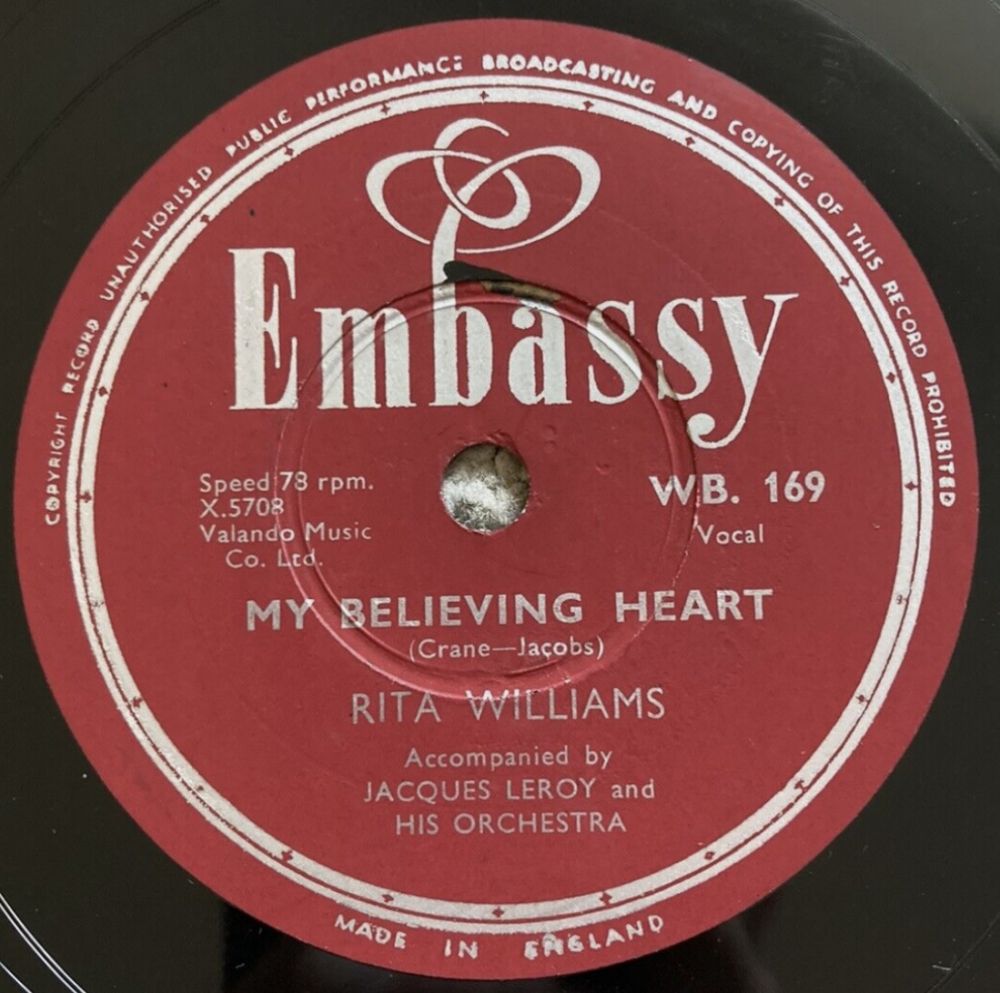 COPYRIGHT RECORD UNAUTHORISED PUBLIC PERFORMANCE BROADCASTING AND COPYING OF THIS RECORD PROHIBITED
Embassy
Speed 78 rpm.
X.5708
Valando Music
Co. Ltd.
WB. 169
Vocal
MY BELIEVING HEART
(Crane—Jacobs)
RITA WILLIAMS
Accompanied by
JACQUES LEROY and
HIS ORCHESTRA
MADE IN ENGLAND